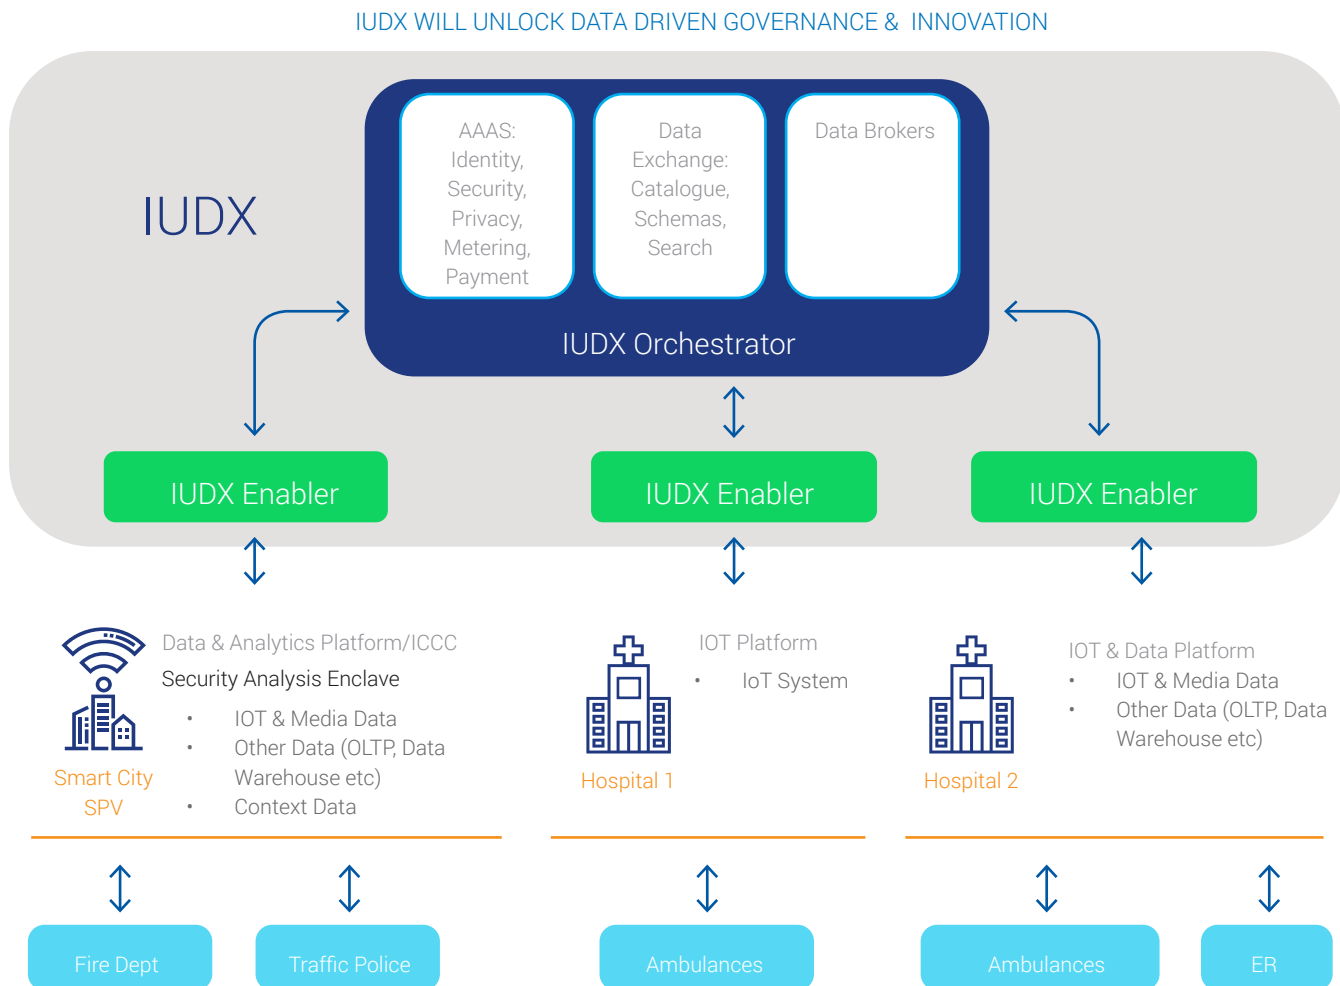 IUDX WILL UNLOCK DATA DRIVEN GOVERNANCE & INNOVATION
IUDX
AAAS:
Identity,
Security,
Privacy,
Metering,
Payment
Data
Exchange:
Catalogue,
Schemas,
Search
Data Brokers
IUDX Orchestrator
IUDX Enabler
IUDX Enabler
IUDX Enabler
Smart City
SPV
Data & Analytics Platform/ICCC
Security Analysis Enclave
• IOT & Media Data
• Other Data (OLTP, Data
Warehouse etc)
• Context Data
Hospital 1
IOT Platform
• IoT System
Hospital 2
IOT & Data Platform
• IOT & Media Data
• Other Data (OLTP, Data
Warehouse etc)
Fire Dept
Traffic Police
Ambulances
Ambulances
ER